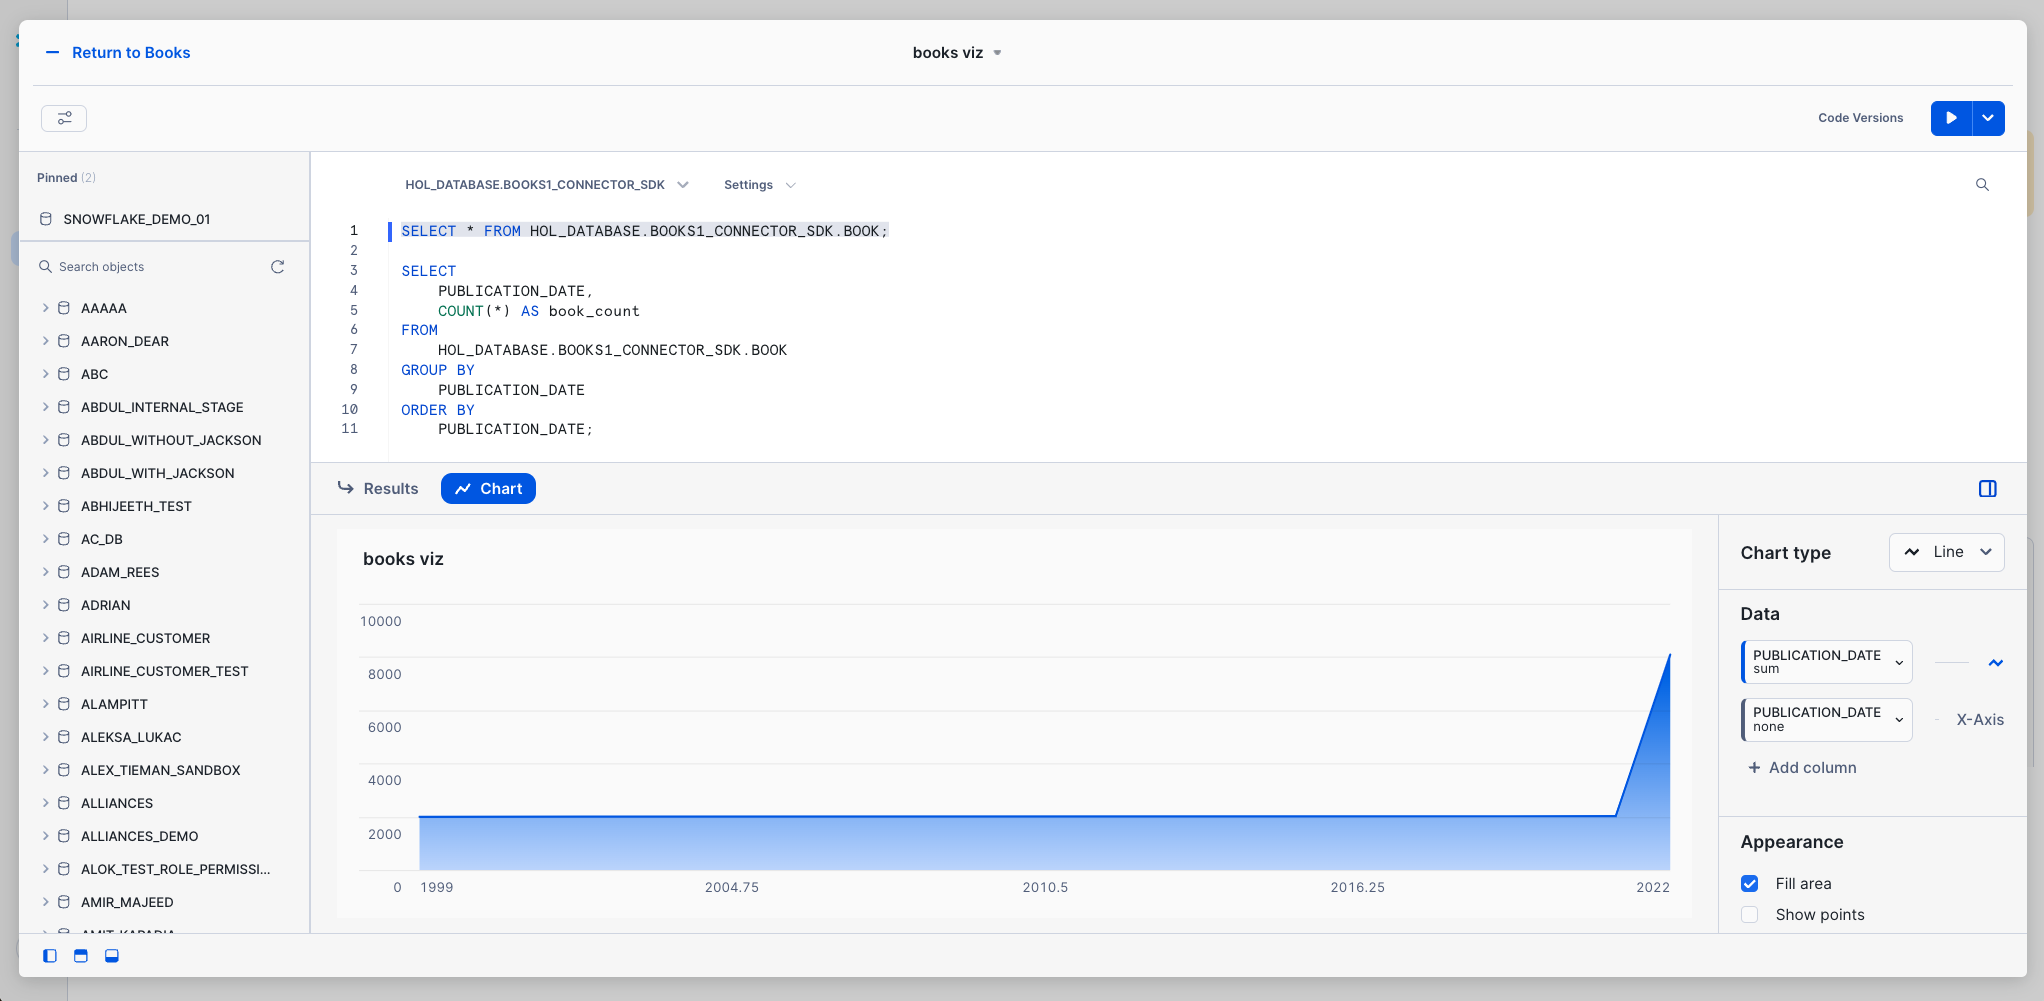 Return to Books
books viz
Code Versions
Pinned (2)
SNOWFLAKE_DEMO_01
Search objects
AAAAA
AARON_DEAR
ABC
ABDUL_INTERNAL_STAGE
ABDUL_WITHOUT_JACKSON
ABDUL_WITH_JACKSON
ABHIJEETH_TEST
AC_DB
ADAM_REES
ADRIAN
AIRLINE_CUSTOMER
AIRLINE_CUSTOMER_TEST
ALAMPITT
ALEKSA_LUKAC
ALEX_TIEMAN_SANDBOX
ALLIANCES
ALLIANCES_DEMO
ALOK_TEST_ROLE_PERMISSI...
AMIR_MAJEED
HOL_DATABASE.BOOKS1_CONNECTOR_SDK
Settings
1 SELECT * FROM HOL_DATABASE.BOOKS1_CONNECTOR_SDK.BOOK;
2
3 SELECT
4 PUBLICATION_DATE,
5 COUNT(*) AS book_count
6 FROM
7 HOL_DATABASE.BOOKS1_CONNECTOR_SDK.BOOK
8 GROUP BY
9 PUBLICATION_DATE
10 ORDER BY
11 PUBLICATION_DATE;
Results
Chart
books viz
10000
8000
6000
4000
2000
0 1999 2004.75 2010.5 2016.25 2022
Chart type
Line
Data
PUBLICATION_DATE
sum
PUBLICATION_DATE
none
X-Axis
+ Add column
Appearance
Fill area
Show points